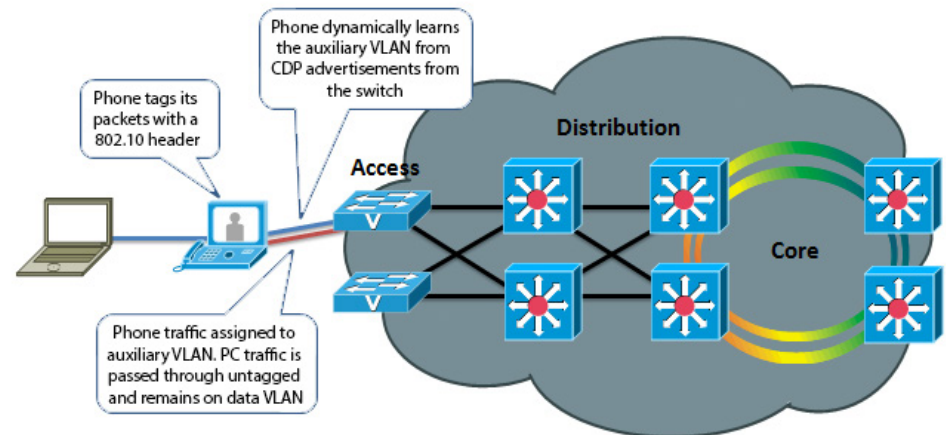 Phone dynamically learns
the auxiliary VLAN from
CDP advertisements from
the switch
Phone tags its
packets with a
802.10 header
Distribution
Access
V
V
Core
Phone traffic assigned to
auxiliary VLAN. PC traffic is
passed through untagged
and remains on data VLAN